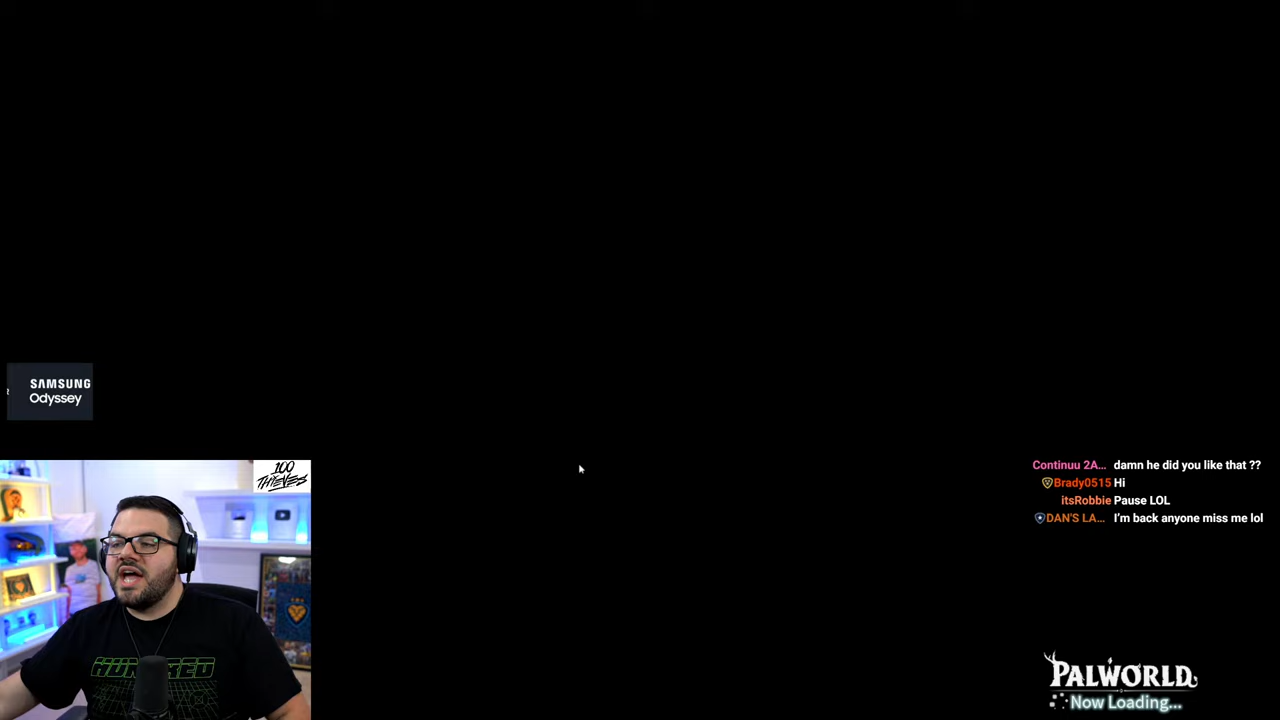 SAMSUNG
Odyssey
100
THIEVES
HUNDRED
Continuu 2A... damn he did you like that ??
Brady0515 Hi
itsRobbie Pause LOL
DAN'S LA... I'm back anyone miss me lol
PALWORLD
Now Loading...